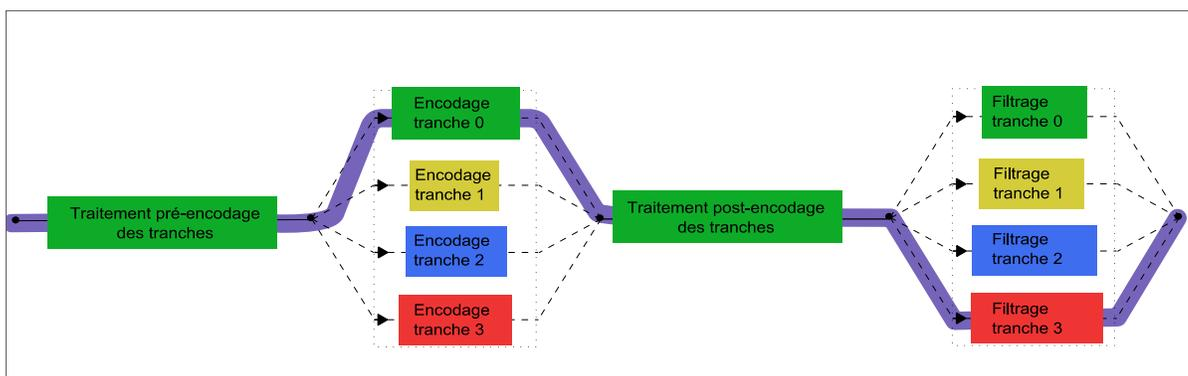 Traitement pré-encodage
des tranches
Encodage
tranche 0
Encodage
tranche 1
Encodage
tranche 2
Encodage
tranche 3
Traitement post-encodage
des tranches
Filtrage
tranche 0
Filtrage
tranche 1
Filtrage
tranche 2
Filtrage
tranche 3